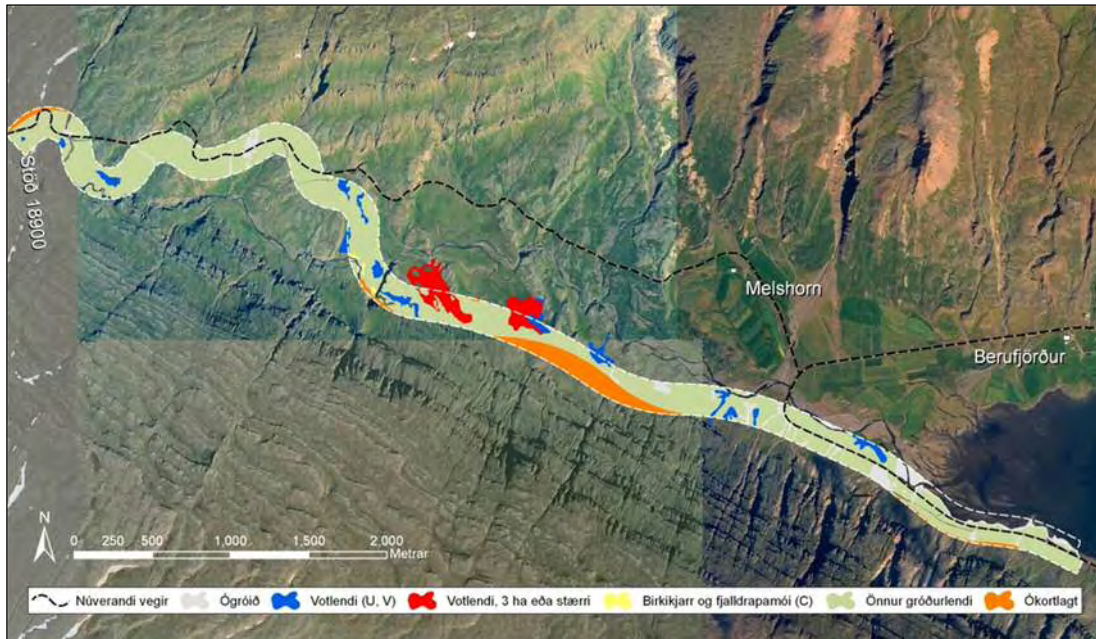 Stöð 18900
Melshorn
Berufjörður
N
0 250 500 1,000 1,500 2,000
Metrar
Núverandi vegir Ógróið Votlendi (U, V) Votlendi, 3 ha eða stærri Birkikjarr og fjalldrapamói (C) Önnur gróðurlendi Ókortlagt